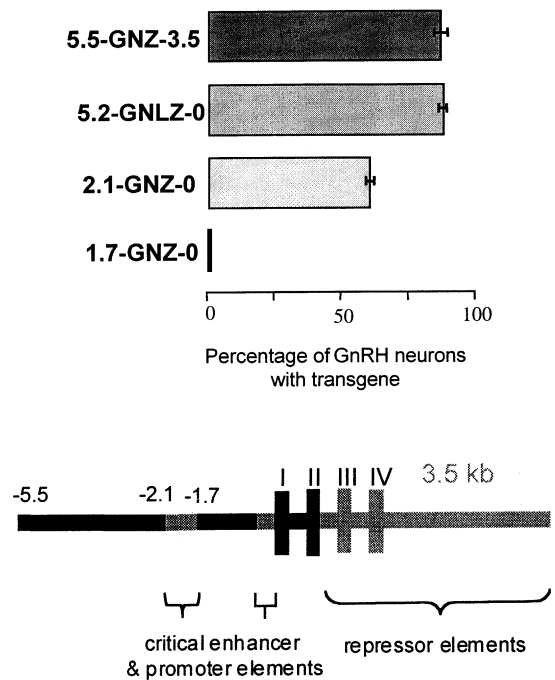 5.5-GNZ-3.5
5.2-GNLZ-0
2.1-GNZ-0
1.7-GNZ-0
0 50 100
Percentage of GnRH neurons
with transgene
I II III IV 3.5 kb
-5.5 -2.1 -1.7
critical enhancer
& promoter elements
repressor elements